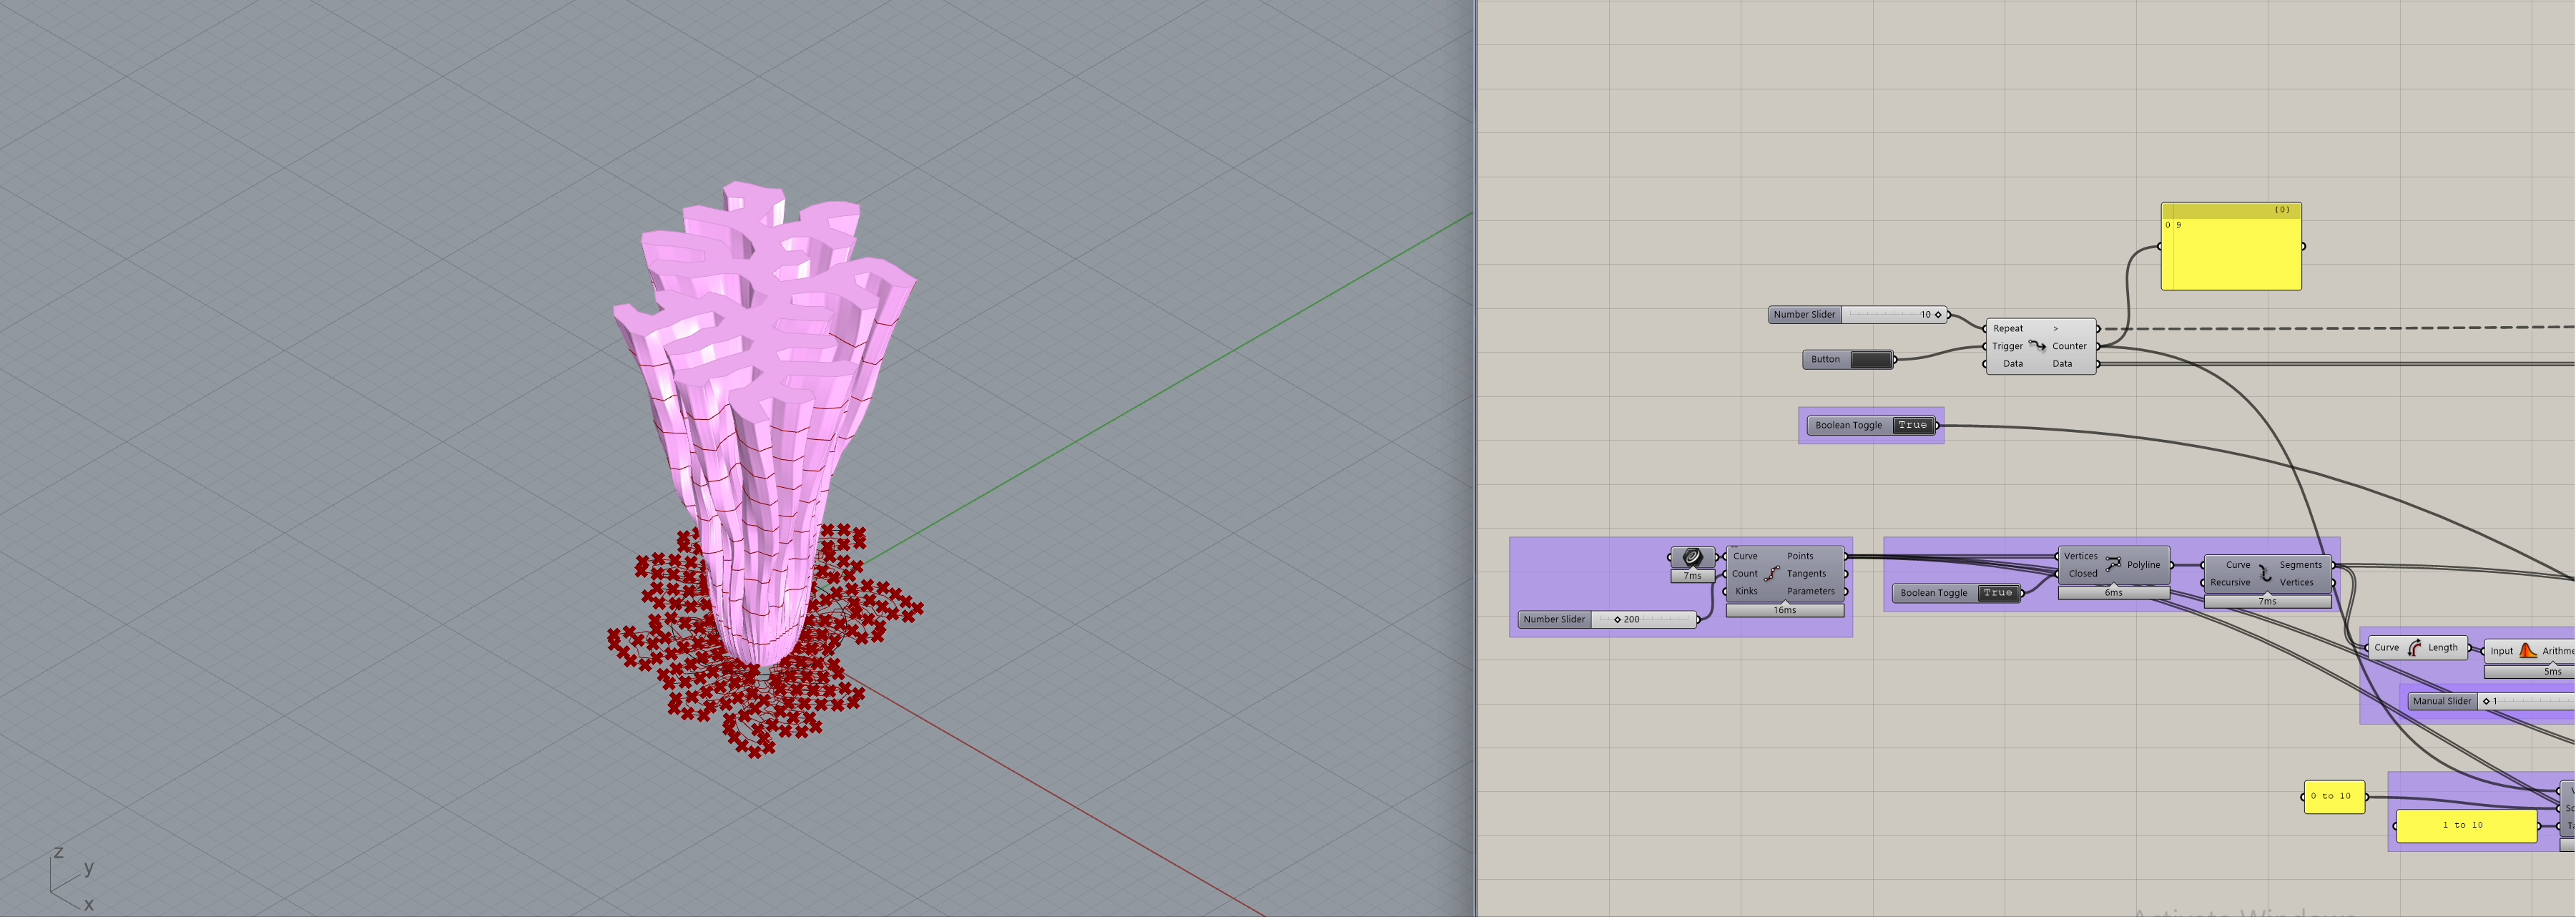 z
y
x
{0}
0 9
Number Slider 10
Repeat >
Trigger Counter
Data Data
Button
Boolean Toggle True
Curve Points
Count Tangents
Kinks Parameters
7ms
16ms
Number Slider 200
Vertices
Closed
Polyline
6ms
Boolean Toggle True
Curve Segments
Recursive Vertices
7ms
Curve Length
Input Arithme
5ms
Manual Slider 1
0 to 10
1 to 10
Activate Windows